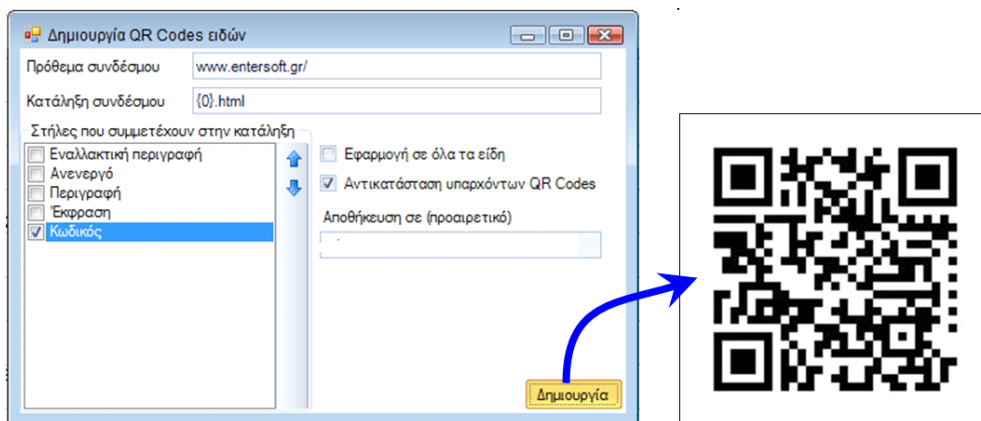 Δημιουργία QR Codes ειδών
Πρόθεμα συνδέσμου www.entersoft.gr/
Κατάληξη συνδέσμου {0}.html
Στήλες που συμμετέχουν στην κατάληξη
Εναλλακτική περιγραφή
Ανενεργό
Περιγραφή
Έκφραση
Κωδικός
Εφαρμογή σε όλα τα είδη
Αντικατάσταση υπαρχόντων QR Codes
Αποθήκευση σε (προαιρετικό)
Δημιουργία